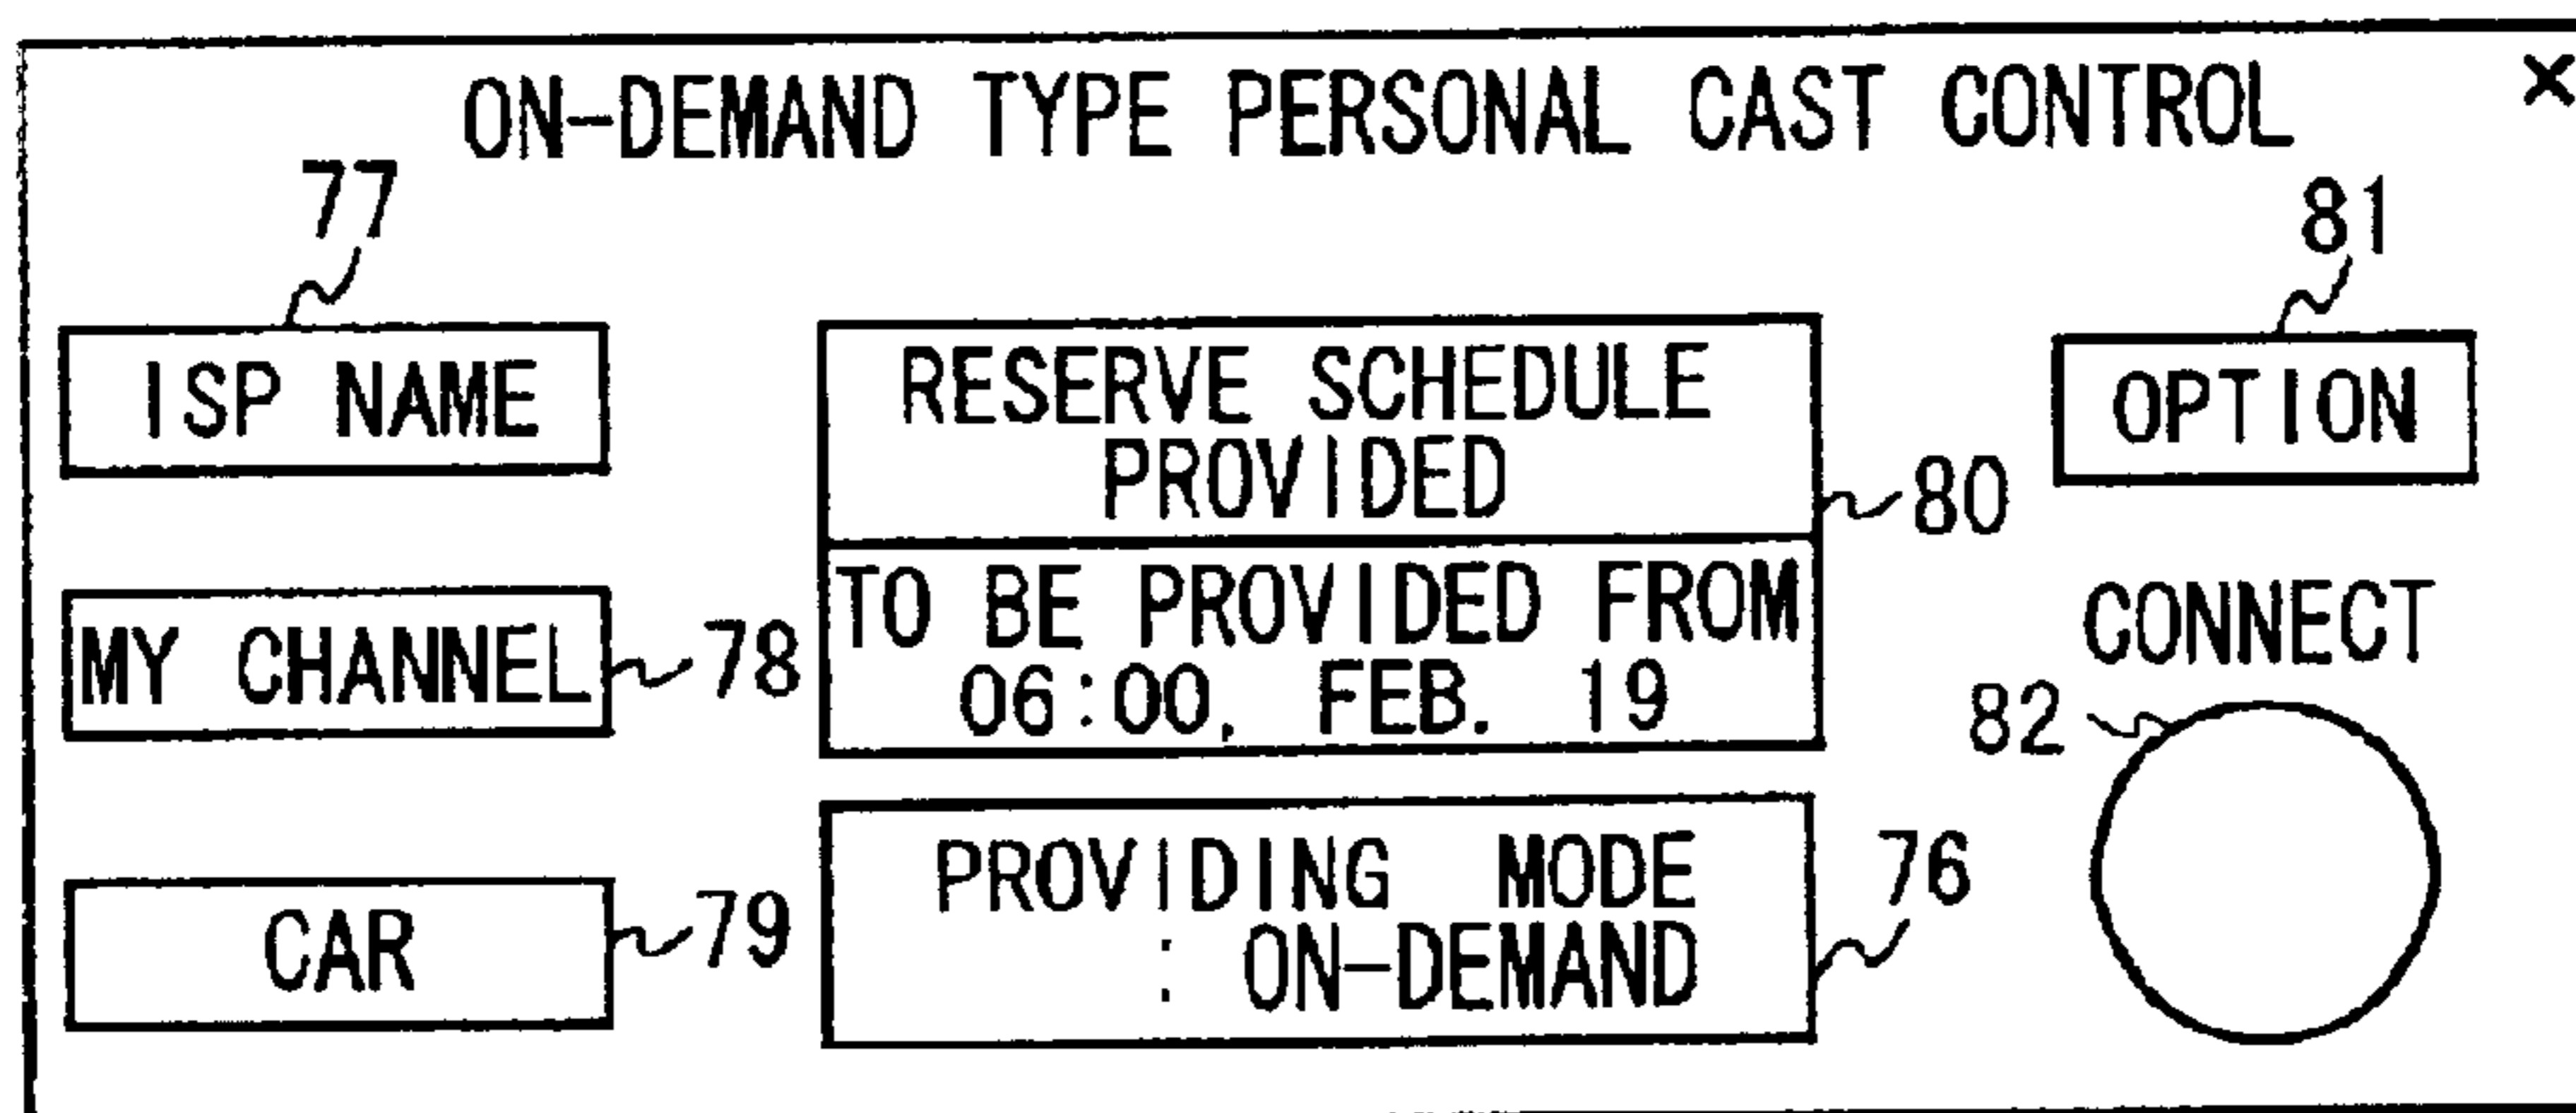 ON-DEMAND TYPE PERSONAL CAST CONTROL ×
77
81
ISP NAME
RESERVE SCHEDULE
PROVIDED
OPTION
80
MY CHANNEL
78
TO BE PROVIDED FROM
06:00, FEB. 19
CONNECT
82
CAR
79
PROVIDING MODE
: ON-DEMAND
76